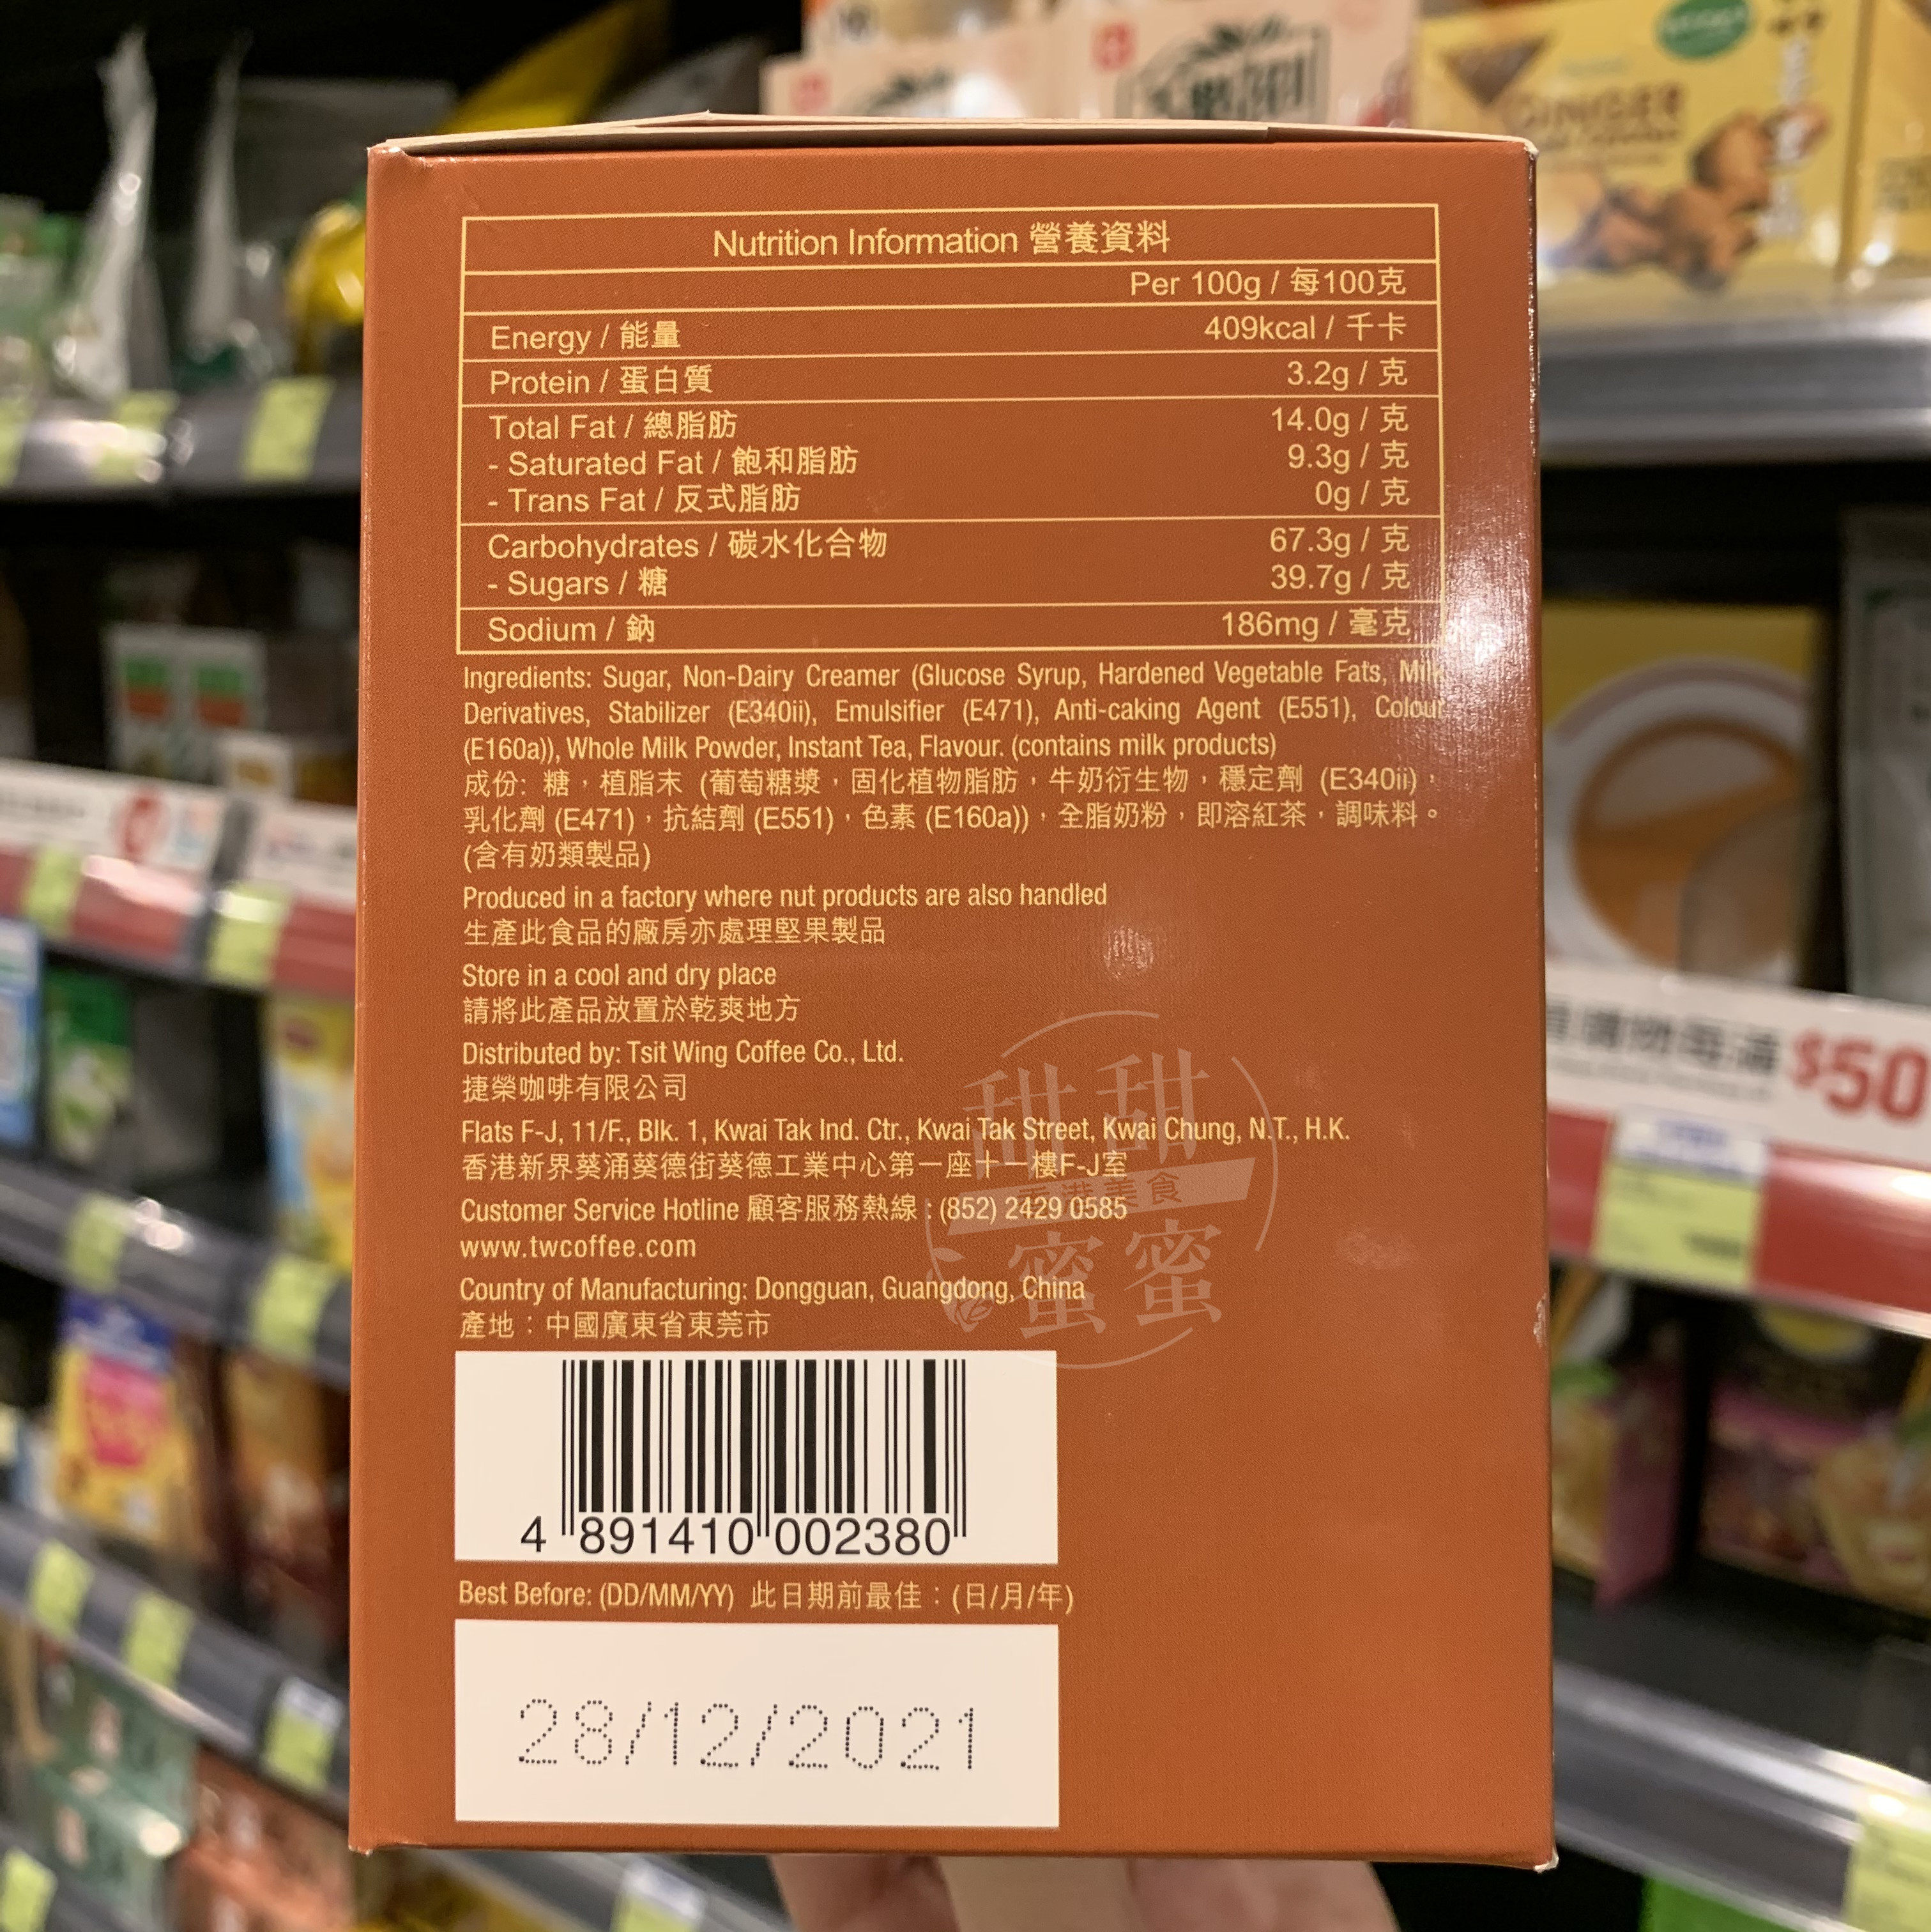 GINGER
Nutrition Information 營養資料
Per 100g / 每100克
Energy / 能量 409kcal / 千卡
Protein / 蛋白質 3.2g / 克
Total Fat / 總脂肪 14.0g / 克
- Saturated Fat / 飽和脂肪 9.3g / 克
- Trans Fat / 反式脂肪 0g / 克
Carbohydrates / 碳水化合物 67.3g / 克
- Sugars / 糖 39.7g / 克
Sodium / 鈉 186mg / 毫克
Ingredients: Sugar, Non-Dairy Creamer (Glucose Syrup, Hardened Vegetable Fats, Milk
Derivatives, Stabilizer (E340ii), Emulsifier (E471), Anti-caking Agent (E551), Colour
(E160a)), Whole Milk Powder, Instant Tea, Flavour. (contains milk products)
成份: 糖，植脂末 (葡萄糖漿，固化植物脂肪，牛奶衍生物，穩定劑 (E340ii)，
乳化劑 (E471)，抗結劑 (E551)，色素 (E160a))，全脂奶粉，即溶紅茶，調味料。
(含有奶類製品)
Produced in a factory where nut products are also handled
生產此食品的廠房亦處理堅果製品
Store in a cool and dry place
請將此產品放置於乾爽地方
Distributed by: Tsit Wing Coffee Co., Ltd.
捷榮咖啡有限公司
Flats F-J, 11/F., Blk. 1, Kwai Tak Ind. Ctr., Kwai Tak Street, Kwai Chung, N.T., H.K.
香港新界葵涌葵德街葵德工業中心第一座十一樓F-J室
Customer Service Hotline 顧客服務熱線 : (852) 2429 0585
www.twcoffee.com
Country of Manufacturing: Dongguan, Guangdong, China
產地：中國廣東省東莞市
甜甜
香港美食
蜜蜜
4 891410 002380
Best Before: (DD/MM/YY) 此日期前最佳：(日/月/年)
28/12/2021
$50